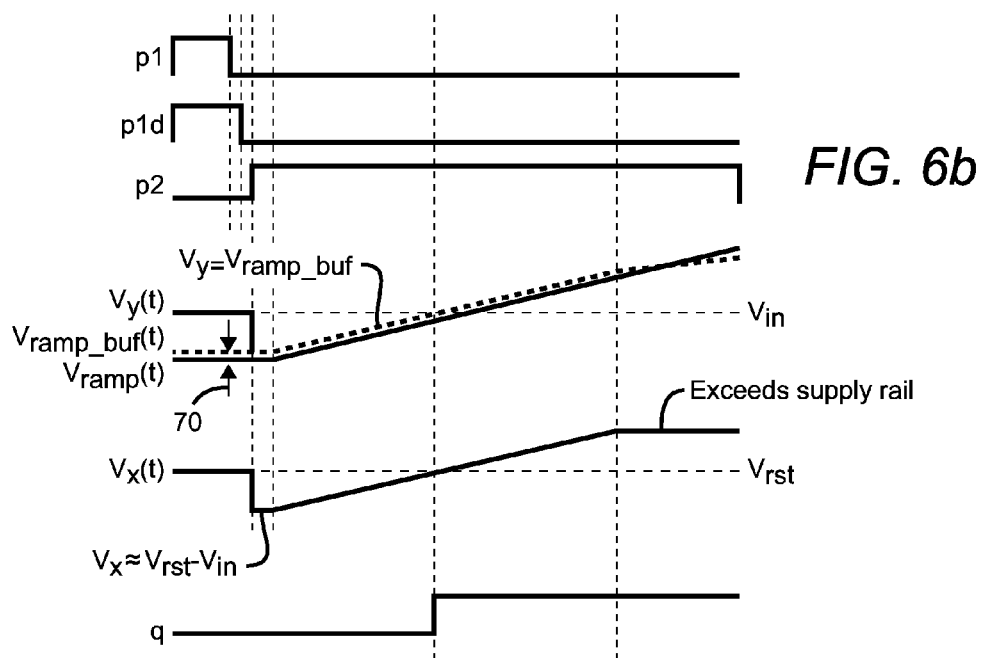 p1
p1d
p2
FIG. 6b
Vy=Vramp_buf
Vy(t)
Vin
Vramp_buf(t)
Vramp(t)
70
Exceeds supply rail
Vx(t)
Vrst
Vx≈Vrst-Vin
q